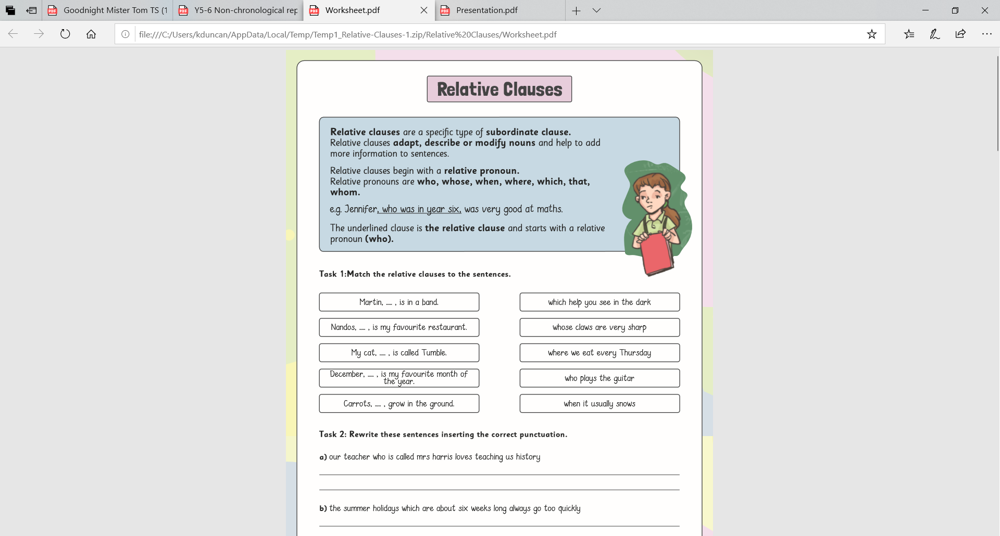 Goodnight Mister Tom TS (1
Y5-6 Non-chronological rep
Worksheet.pdf
Presentation.pdf
file:///C:/Users/kduncan/AppData/Local/Temp/Temp1_Relative-Clauses-1.zip/Relative%20Clauses/Worksheet.pdf
Relative Clauses
Relative clauses are a specific type of subordinate clause.
Relative clauses adapt, describe or modify nouns and help to add
more information to sentences.
Relative clauses begin with a relative pronoun.
Relative pronouns are who, whose, when, where, which, that,
whom.
e.g. Jennifer, who was in year six, was very good at maths.
The underlined clause is the relative clause and starts with a relative
pronoun (who).
Task 1:Match the relative clauses to the sentences.
Martin, ..... , is in a band.
which help you see in the dark
Nandos, ..... , is my favourite restaurant.
whose claws are very sharp
My cat, ..... , is called Tumble.
where we eat every Thursday
December, ..... , is my favourite month of
the year.
who plays the guitar
Carrots, ..... , grow in the ground.
when it usually snows
Task 2: Rewrite these sentences inserting the correct punctuation.
a) our teacher who is called mrs harris loves teaching us history
b) the summer holidays which are about six weeks long always go too quickly